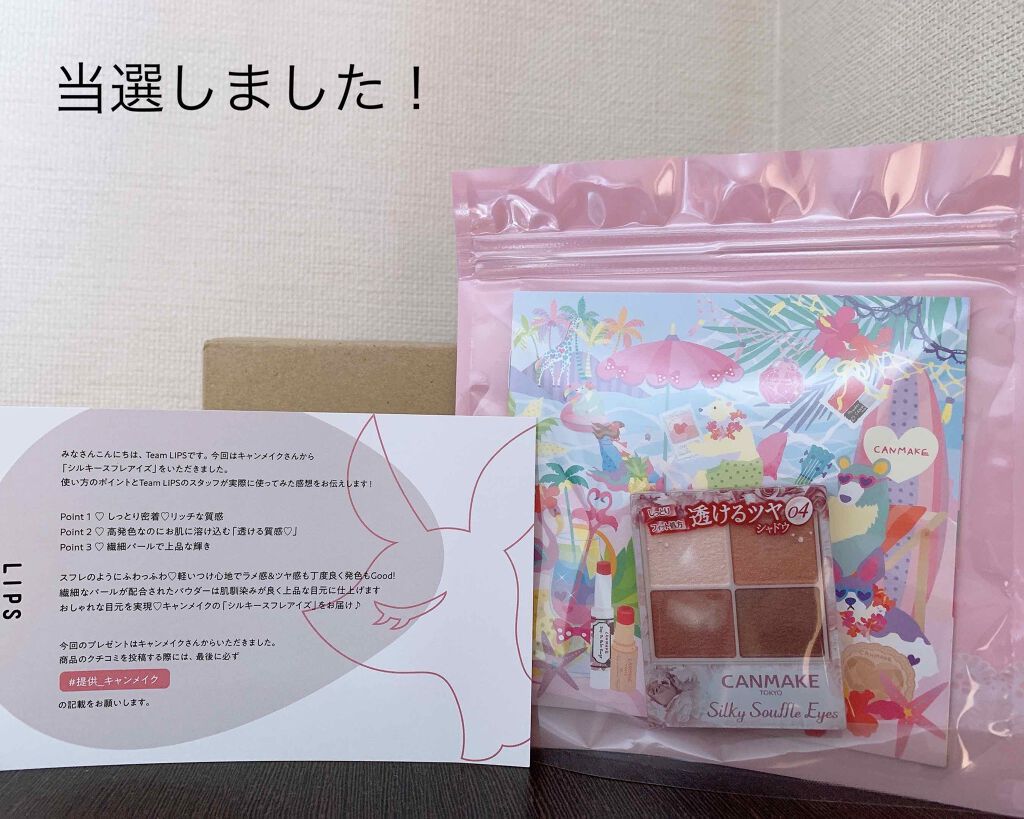 当選しました！
みなさんこんにちは、Team LIPSです。今回はキャンメイクさんから
「シルキースフレアイズ」をいただきました。
使い方のポイントとTeam LIPSのスタッフが実際に使ってみた感想をお伝えします！
Point 1 ♡ しっとり密着♡リッチな質感
Point 2 ♡ 高発色なのにお肌に溶け込む「透ける質感♡」
Point 3 ♡ 繊細パールで上品な輝き
スフレのようにふわっふわ♡軽いつけ心地でラメ感&ツヤ感も丁度良く発色もGood!
繊細なパールが配合されたパウダーは肌馴染みが良く上品な目元に仕上げます
おしゃれな目元を実現♡キャンメイクの「シルキースフレアイズ」をお届け♪
今回のプレゼントはキャンメイクさんからいただきました。
商品のクチコミを投稿する際には、最後に必ず
#提供_キャンメイク
の記載をお願いします。
LIPS
CANMAKE
しっとり
フィット処方
透けるツヤ
シャドウ
04
CANMAKE
TOKYO
Silky Souffle Eyes